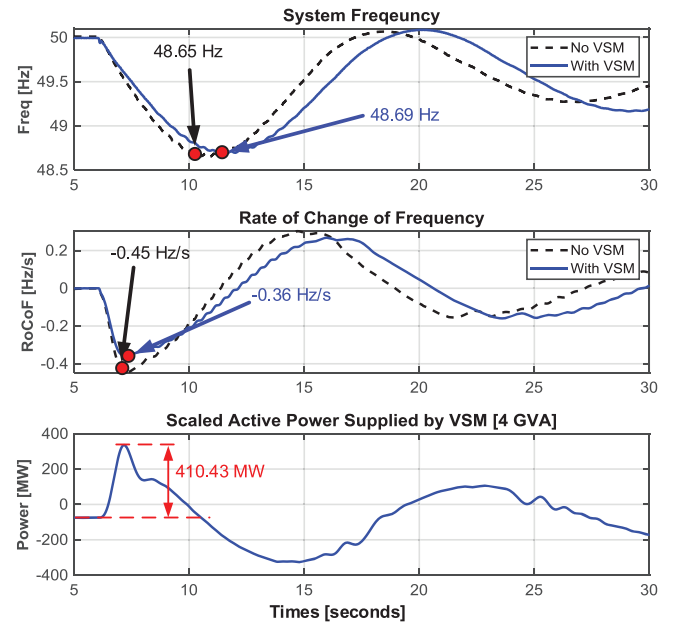 System Freqeuncy
50
49.5
49
48.5
Freq [Hz]
48.65 Hz
48.69 Hz
No VSM
With VSM
5
10
15
20
25
30
Rate of Change of Frequency
0.2
0
-0.2
-0.4
RoCoF [Hz/s]
-0.45 Hz/s
-0.36 Hz/s
No VSM
With VSM
5
10
15
20
25
30
Scaled Active Power Supplied by VSM [4 GVA]
400
200
0
-200
-400
Power [MW]
410.43 MW
5
10
15
20
25
30
Times [seconds]